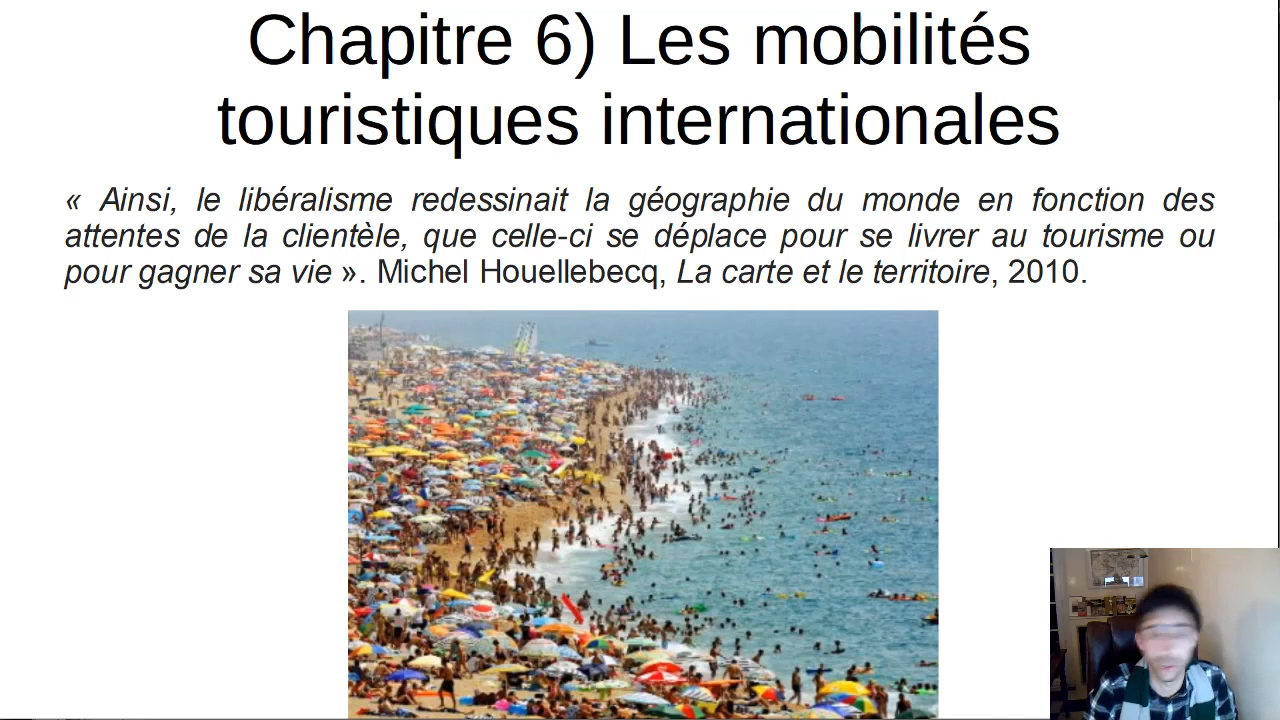 Chapitre 6) Les mobilités
touristiques internationales
« Ainsi, le libéralisme redessinait la géographie du monde en fonction des
attentes de la clientèle, que celle-ci se déplace pour se livrer au tourisme ou
pour gagner sa vie ». Michel Houellebecq, La carte et le territoire, 2010.